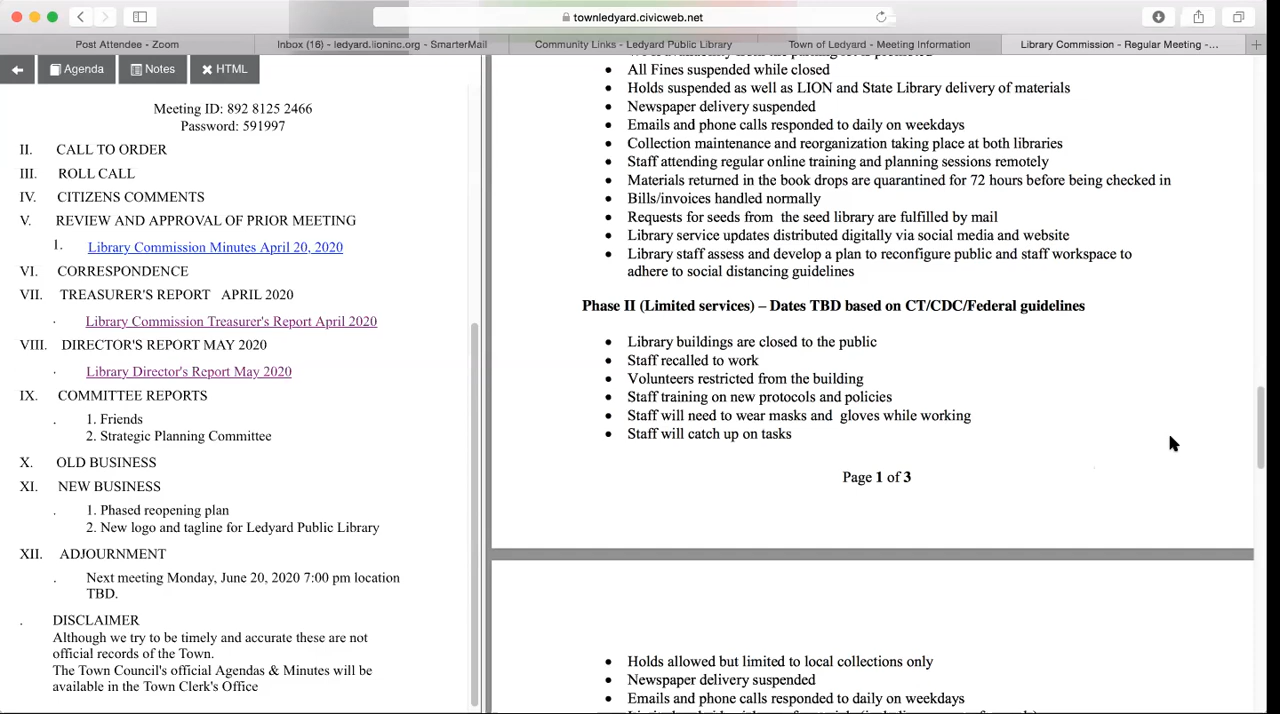 townledyard.civicweb.net
Post Attendee - Zoom
Inbox (16) - ledyard.lioninc.org - SmarterMail
Community Links - Ledyard Public Library
Town of Ledyard - Meeting Information
Library Commission - Regular Meeting -...
Agenda
Notes
HTML
Meeting ID: 892 8125 2466
Password: 591997
II. CALL TO ORDER
III. ROLL CALL
IV. CITIZENS COMMENTS
V. REVIEW AND APPROVAL OF PRIOR MEETING
I. Library Commission Minutes April 20, 2020
VI. CORRESPONDENCE
VII. TREASURER'S REPORT APRIL 2020
. Library Commission Treasurer's Report April 2020
VIII. DIRECTOR'S REPORT MAY 2020
. Library Director's Report May 2020
IX. COMMITTEE REPORTS
. 1. Friends
2. Strategic Planning Committee
X. OLD BUSINESS
XI. NEW BUSINESS
. 1. Phased reopening plan
2. New logo and tagline for Ledyard Public Library
XII. ADJOURNMENT
. Next meeting Monday, June 20, 2020 7:00 pm location
TBD.
. DISCLAIMER
Although we try to be timely and accurate these are not
official records of the Town.
The Town Council's official Agendas & Minutes will be
available in the Town Clerk's Office
• All Fines suspended while closed
• Holds suspended as well as LION and State Library delivery of materials
• Newspaper delivery suspended
• Emails and phone calls responded to daily on weekdays
• Collection maintenance and reorganization taking place at both libraries
• Staff attending regular online training and planning sessions remotely
• Materials returned in the book drops are quarantined for 72 hours before being checked in
• Bills/invoices handled normally
• Requests for seeds from the seed library are fulfilled by mail
• Library service updates distributed digitally via social media and website
• Library staff assess and develop a plan to reconfigure public and staff workspace to
adhere to social distancing guidelines
Phase II (Limited services) – Dates TBD based on CT/CDC/Federal guidelines
• Library buildings are closed to the public
• Staff recalled to work
• Volunteers restricted from the building
• Staff training on new protocols and policies
• Staff will need to wear masks and gloves while working
• Staff will catch up on tasks
Page 1 of 3
• Holds allowed but limited to local collections only
• Newspaper delivery suspended
• Emails and phone calls responded to daily on weekdays